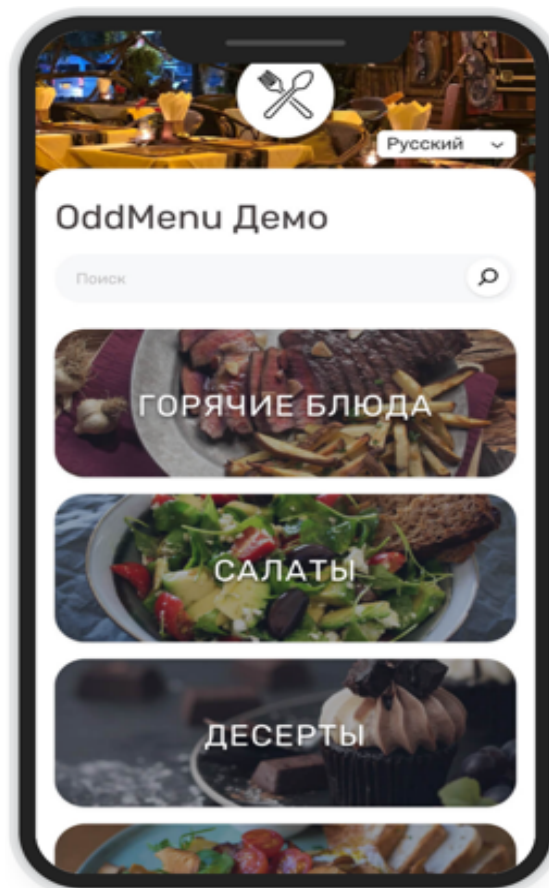 Русский
OddMenu Демо
Поиск
ГОРЯЧИЕ БЛЮДА
САЛАТЫ
ДЕСЕРТЫ